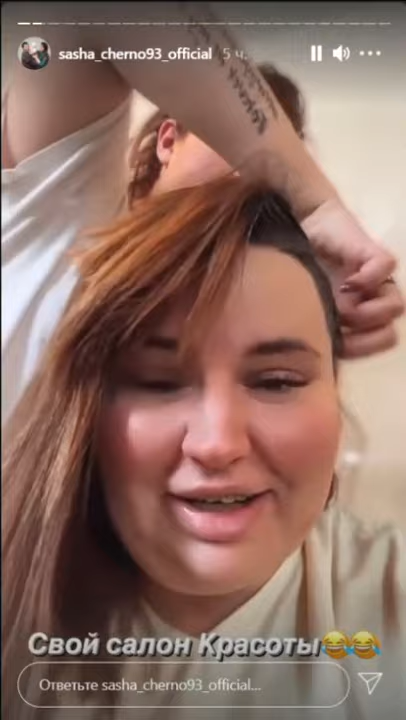 sasha_cherno93_official 5 ч.
Свой салон Красоты😂😂
Ответьте sasha_cherno93_official...